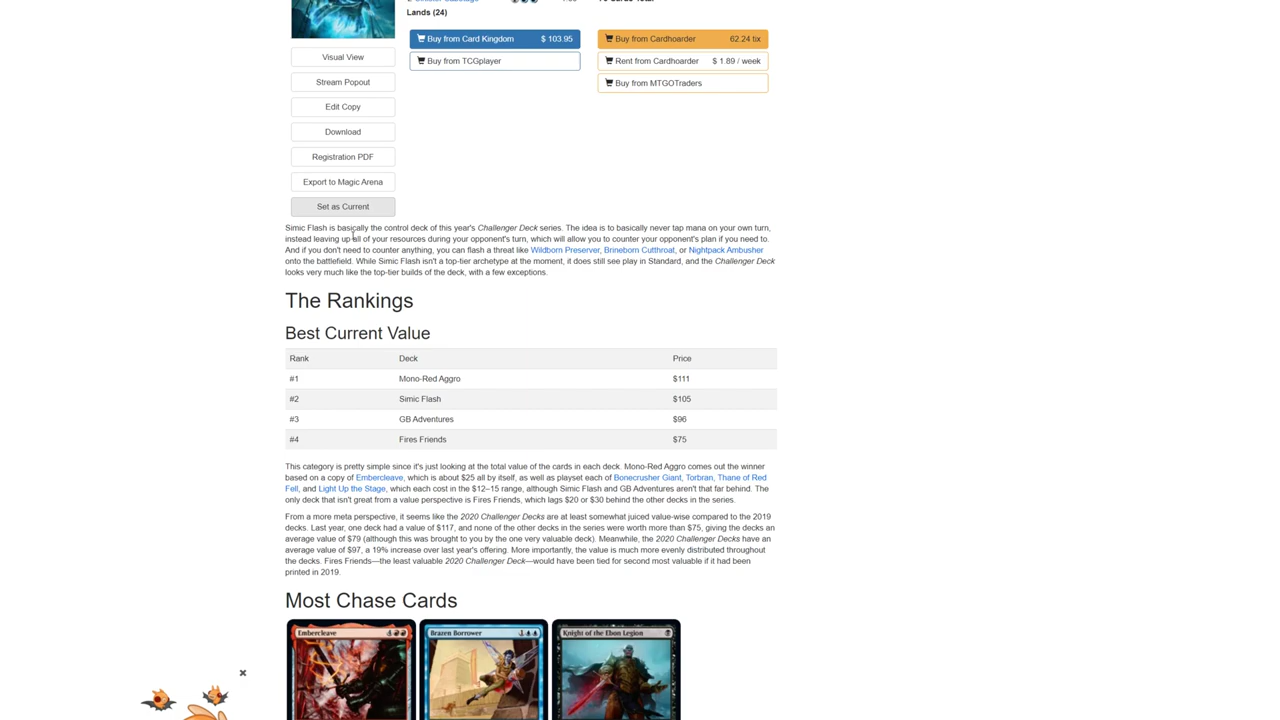 Lands (24)
Buy from Card Kingdom $ 103.95
Buy from Cardhoarder 62.24 tix
Buy from TCGplayer
Rent from Cardhoarder $ 1.89 / week
Buy from MTGOTraders
Visual View
Stream Popout
Edit Copy
Download
Registration PDF
Export to Magic Arena
Set as Current
Simic Flash is basically the control deck of this year's Challenger Deck series. The idea is to basically never tap mana on your own turn,
instead leaving up all of your resources during your opponent's turn, which will allow you to counter your opponent's plan if you need to.
And if you don't need to counter anything, you can flash a threat like Wildborn Preserver, Brineborn Cutthroat, or Nightpack Ambusher
onto the battlefield. While Simic Flash isn't a top-tier archetype at the moment, it does still see play in Standard, and the Challenger Deck
looks very much like the top-tier builds of the deck, with a few exceptions.
The Rankings
Best Current Value
Rank Deck Price
#1 Mono-Red Aggro $111
#2 Simic Flash $105
#3 GB Adventures $96
#4 Fires Friends $75
This category is pretty simple since it's just looking at the total value of the cards in each deck. Mono-Red Aggro comes out the winner
based on a copy of Embercleave, which is about $25 all by itself, as well as playset each of Bonecrusher Giant, Torbran, Thane of Red
Fell, and Light Up the Stage, which each cost in the $12–15 range, although Simic Flash and GB Adventures aren't that far behind. The
only deck that isn't great from a value perspective is Fires Friends, which lags $20 or $30 behind the other decks in the series.
From a more meta perspective, it seems like the 2020 Challenger Decks are at least somewhat juiced value-wise compared to the 2019
decks. Last year, one deck had a value of $117, and none of the other decks in the series were worth more than $75, giving the decks an
average value of $79 (although this was brought to you by the one very valuable deck). Meanwhile, the 2020 Challenger Decks have an
average value of $97, a 19% increase over last year's offering. More importantly, the value is much more evenly distributed throughout
the decks. Fires Friends—the least valuable 2020 Challenger Deck—would have been tied for second most valuable if it had been
printed in 2019.
Most Chase Cards
Embercleave 4
Brazen Borrower 1
Knight of the Ebon Legion